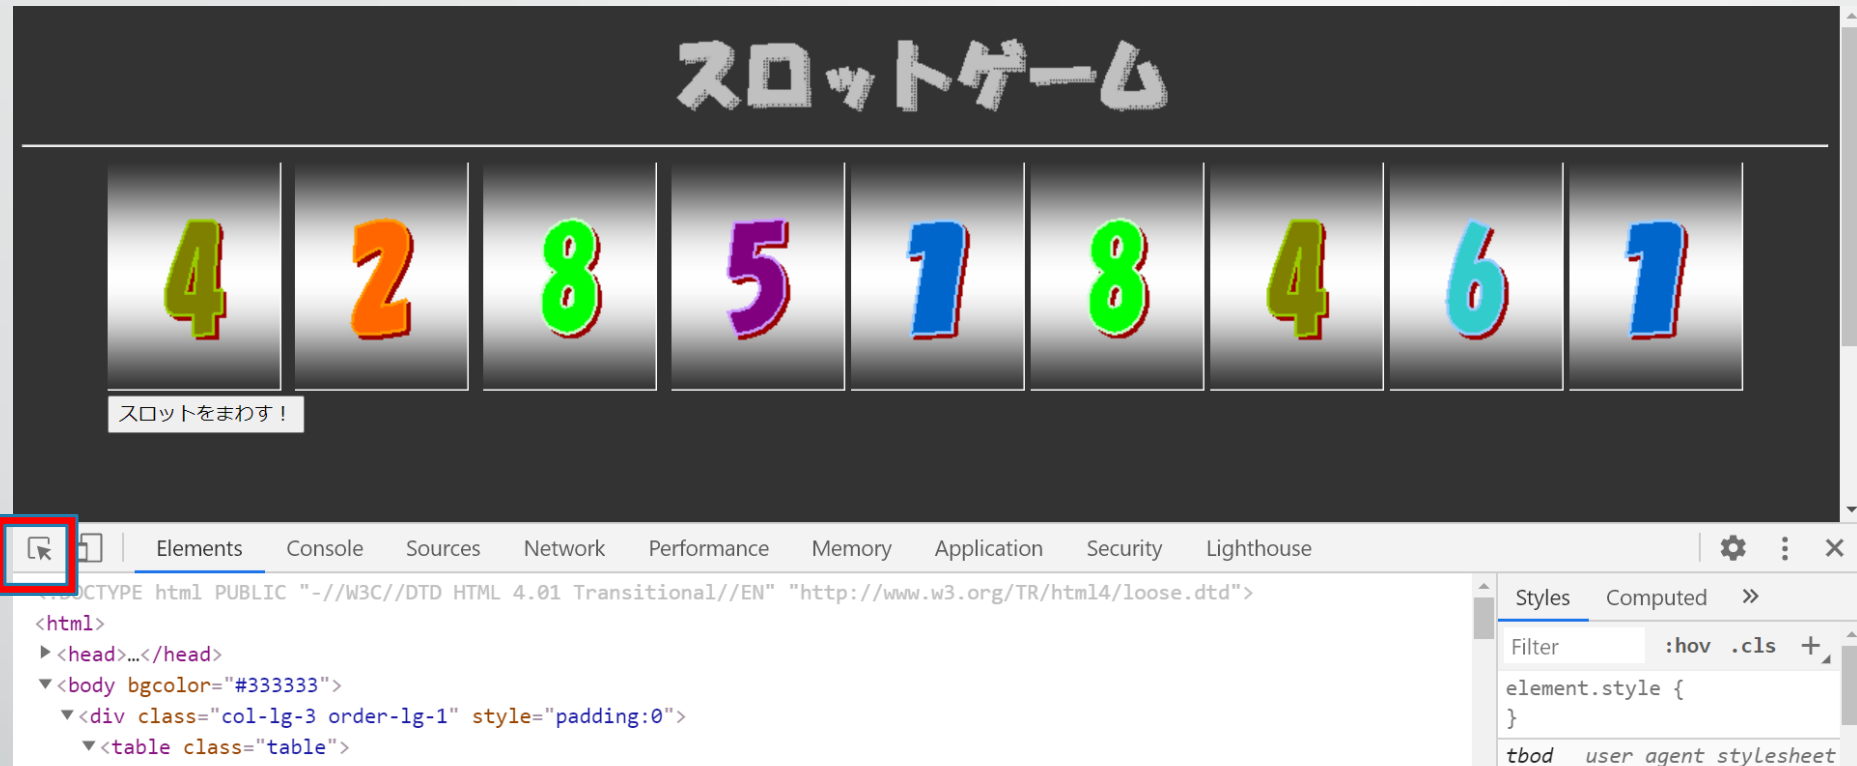 スロットゲーム
4 2 8 5 1 8 4 6 1
スロットをまわす！
Elements Console Sources Network Performance Memory Application Security Lighthouse
<!DOCTYPE html PUBLIC "-//W3C//DTD HTML 4.01 Transitional//EN" "http://www.w3.org/TR/html4/loose.dtd">
<html>
<head>…</head>
<body bgcolor="#333333">
<div class="col-lg-3 order-lg-1" style="padding:0">
<table class="table">
Styles Computed »
Filter :hov .cls +
element.style {
}
tbod user agent stylesheet